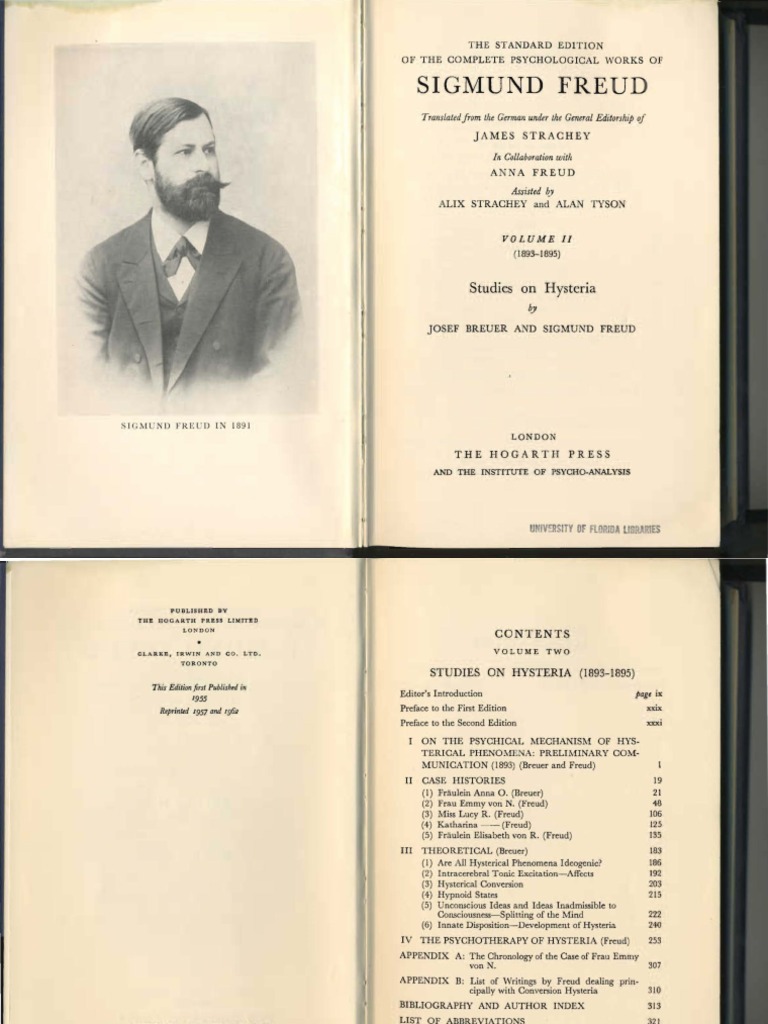 THE STANDARD EDITION
OF THE COMPLETE PSYCHOLOGICAL WORKS OF
SIGMUND FREUD
Translated from the German under the General Editorship of
JAMES STRACHEY
In Collaboration with
ANNA FREUD
Assisted by
ALIX STRACHEY and ALAN TYSON
VOLUME II
(1893–1895)
Studies on Hysteria
by
JOSEF BREUER AND SIGMUND FREUD
SIGMUND FREUD IN 1891
LONDON
THE HOGARTH PRESS
AND THE INSTITUTE OF PSYCHO-ANALYSIS
UNIVERSITY OF FLORIDA LIBRARIES
PUBLISHED BY
THE HOGARTH PRESS LIMITED
LONDON
*
CLARKE, IRWIN AND CO. LTD.
TORONTO
This Edition first Published in
1955
Reprinted 1957 and 1962
CONTENTS
VOLUME TWO
STUDIES ON HYSTERIA (1893–1895)
Editor's Introduction page ix
Preface to the First Edition xxix
Preface to the Second Edition xxxi
I ON THE PSYCHICAL MECHANISM OF HYS-
TERICAL PHENOMENA: PRELIMINARY COM-
MUNICATION (1893) (Breuer and Freud) 1
II CASE HISTORIES 19
(1) Fräulein Anna O. (Breuer) 21
(2) Frau Emmy von N. (Freud) 48
(3) Miss Lucy R. (Freud) 106
(4) Katharina —— (Freud) 125
(5) Fräulein Elisabeth von R. (Freud) 135
III THEORETICAL (Breuer) 183
(1) Are All Hysterical Phenomena Ideogenic? 186
(2) Intracerebral Tonic Excitation—Affects 192
(3) Hysterical Conversion 203
(4) Hypnoid States 215
(5) Unconscious Ideas and Ideas Inadmissible to
Consciousness—Splitting of the Mind 222
(6) Innate Disposition—Development of Hysteria 240
IV THE PSYCHOTHERAPY OF HYSTERIA (Freud) 253
APPENDIX A: The Chronology of the Case of Frau Emmy
von N. 307
APPENDIX B: List of Writings by Freud dealing prin-
cipally with Conversion Hysteria 310
BIBLIOGRAPHY AND AUTHOR INDEX 313
LIST OF ABBREVIATIONS 321